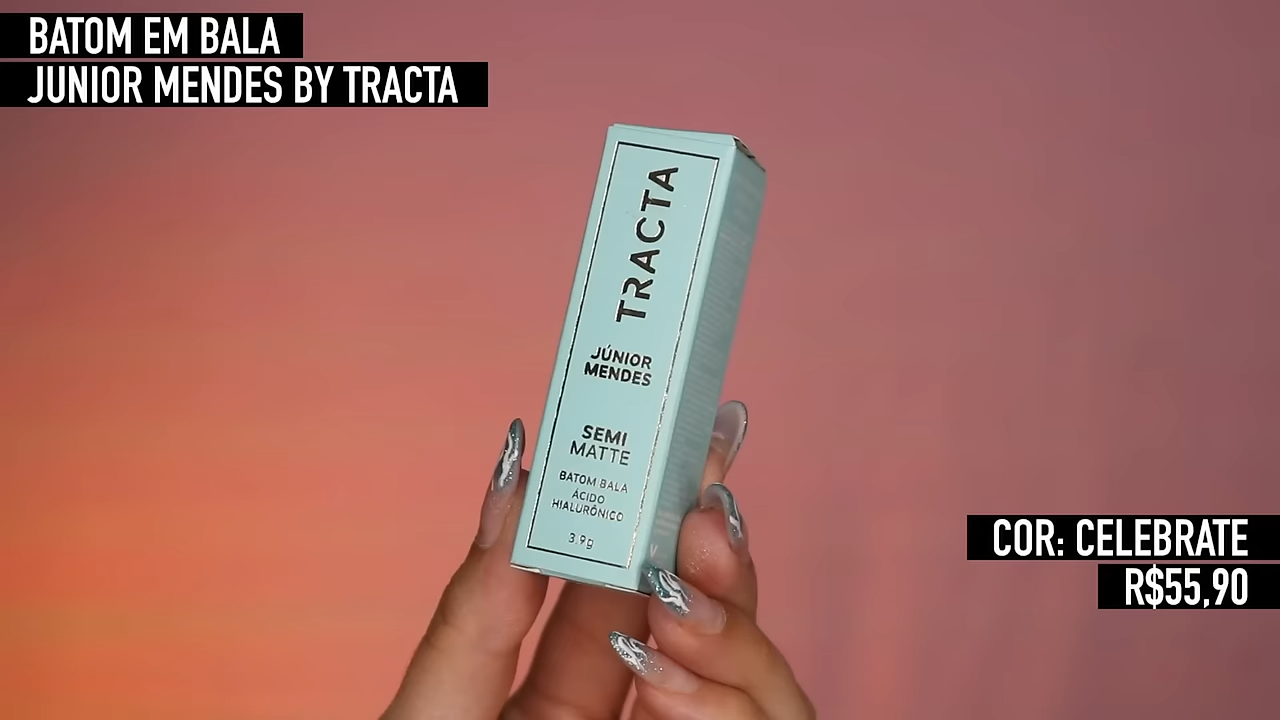 BATOM EM BALA
JUNIOR MENDES BY TRACTA
TRACTA
JÚNIOR
MENDES
SEMI
MATTE
BATOM BALA
ÁCIDO
HIALURÔNICO
3,9g
COR: CELEBRATE
R$55,90